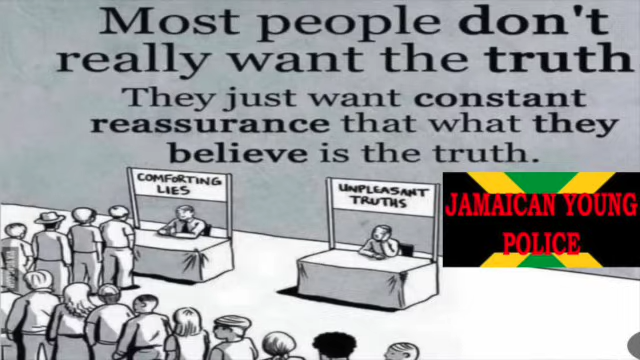 Most people don't
really want the truth
They just want constant
reassurance that what they
believe is the truth.
COMFORTING
LIES
UNPLEASANT
TRUTHS
JAMAICAN YOUNG
POLICE